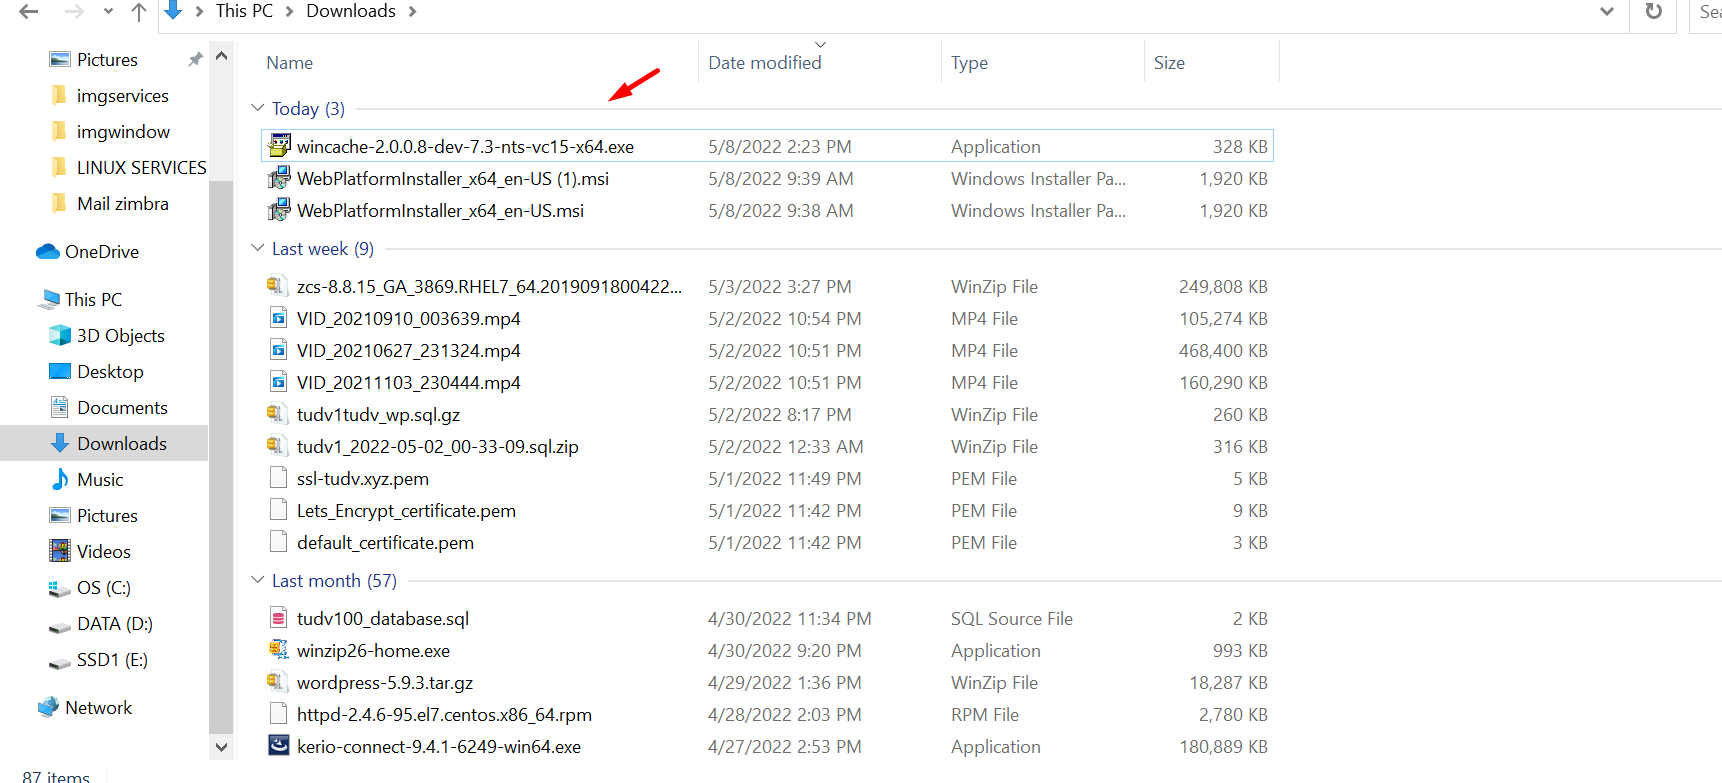 This PC > Downloads >
Sea
Pictures
imgservices
imgwindow
LINUX SERVICES
Mail zimbra
OneDrive
This PC
3D Objects
Desktop
Documents
Downloads
Music
Pictures
Videos
OS (C:)
DATA (D:)
SSD1 (E:)
Network
Name Date modified Type Size
Today (3)
wincache-2.0.0.8-dev-7.3-nts-vc15-x64.exe 5/8/2022 2:23 PM Application 328 KB
WebPlatformInstaller_x64_en-US (1).msi 5/8/2022 9:39 AM Windows Installer Pa... 1,920 KB
WebPlatformInstaller_x64_en-US.msi 5/8/2022 9:38 AM Windows Installer Pa... 1,920 KB
Last week (9)
zcs-8.8.15_GA_3869.RHEL7_64.2019091800422... 5/3/2022 3:27 PM WinZip File 249,808 KB
VID_20210910_003639.mp4 5/2/2022 10:54 PM MP4 File 105,274 KB
VID_20210627_231324.mp4 5/2/2022 10:51 PM MP4 File 468,400 KB
VID_20211103_230444.mp4 5/2/2022 10:51 PM MP4 File 160,290 KB
tudv1tudv_wp.sql.gz 5/2/2022 8:17 PM WinZip File 260 KB
tudv1_2022-05-02_00-33-09.sql.zip 5/2/2022 12:33 AM WinZip File 316 KB
ssl-tudv.xyz.pem 5/1/2022 11:49 PM PEM File 5 KB
Lets_Encrypt_certificate.pem 5/1/2022 11:42 PM PEM File 9 KB
default_certificate.pem 5/1/2022 11:42 PM PEM File 3 KB
Last month (57)
tudv100_database.sql 4/30/2022 11:34 PM SQL Source File 2 KB
winzip26-home.exe 4/30/2022 9:20 PM Application 993 KB
wordpress-5.9.3.tar.gz 4/29/2022 1:36 PM WinZip File 18,287 KB
httpd-2.4.6-95.el7.centos.x86_64.rpm 4/28/2022 2:03 PM RPM File 2,780 KB
kerio-connect-9.4.1-6249-win64.exe 4/27/2022 2:53 PM Application 180,889 KB
87 items